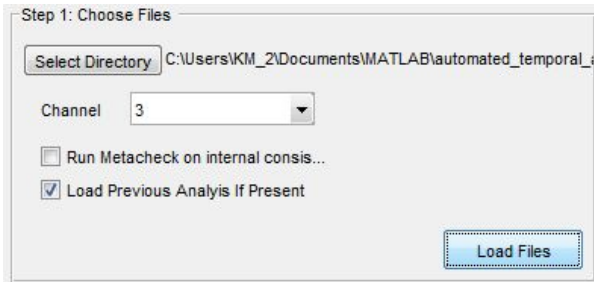 Step 1: Choose Files
Select Directory C:\Users\KM_2\Documents\MATLAB\automated_temporal_a
Channel 3
Run Metacheck on internal consis...
Load Previous Analyis If Present
Load Files